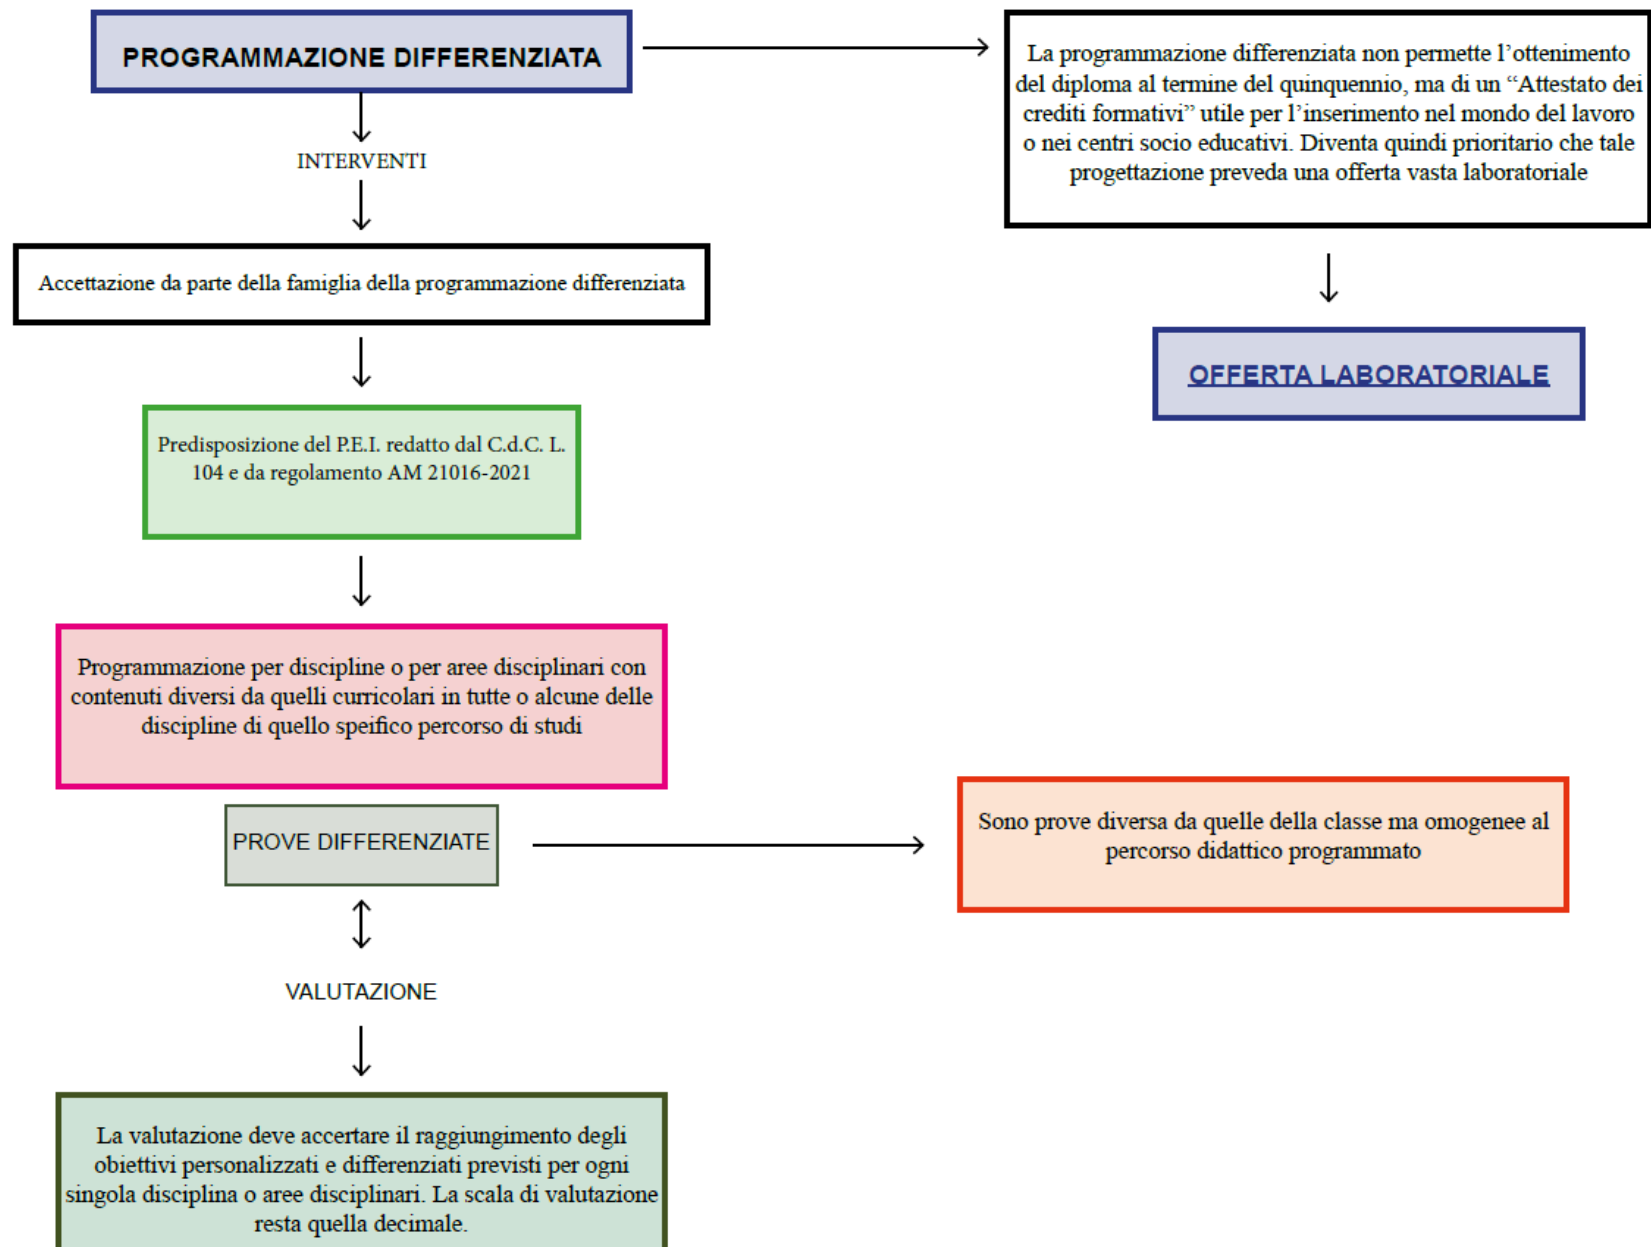 PROGRAMMAZIONE DIFFERENZIATA
La programmazione differenziata non permette l’ottenimento
del diploma al termine del quinquennio, ma di un “Attestato dei
crediti formativi” utile per l’inserimento nel mondo del lavoro
o nei centri socio educativi. Diventa quindi prioritario che tale
progettazione preveda una offerta vasta laboratoriale
INTERVENTI
Accettazione da parte della famiglia della programmazione differenziata
OFFERTA LABORATORIALE
Predisposizione del P.E.I. redatto dal C.d.C. L.
104 e da regolamento AM 21016-2021
Programmazione per discipline o per aree disciplinari con
contenuti diversi da quelli curricolari in tutte o alcune delle
discipline di quello speifico percorso di studi
PROVE DIFFERENZIATE
Sono prove diversa da quelle della classe ma omogenee al
percorso didattico programmato
VALUTAZIONE
La valutazione deve accertare il raggiungimento degli
obiettivi personalizzati e differenziati previsti per ogni
singola disciplina o aree disciplinari. La scala di valutazione
resta quella decimale.